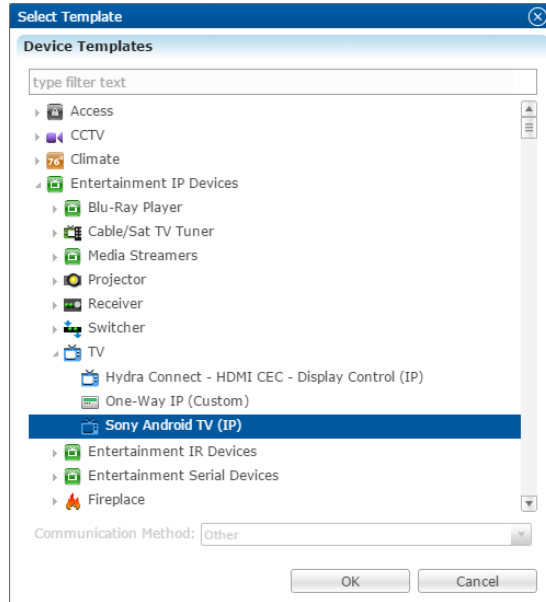 Select Template
Device Templates
type filter text
Access
CCTV
76° Climate
Entertainment IP Devices
Blu-Ray Player
Cable/Sat TV Tuner
Media Streamers
Projector
Receiver
Switcher
TV
Hydra Connect - HDMI CEC - Display Control (IP)
One-Way IP (Custom)
Sony Android TV (IP)
Entertainment IR Devices
Entertainment Serial Devices
Fireplace
Communication Method: Other
OK Cancel